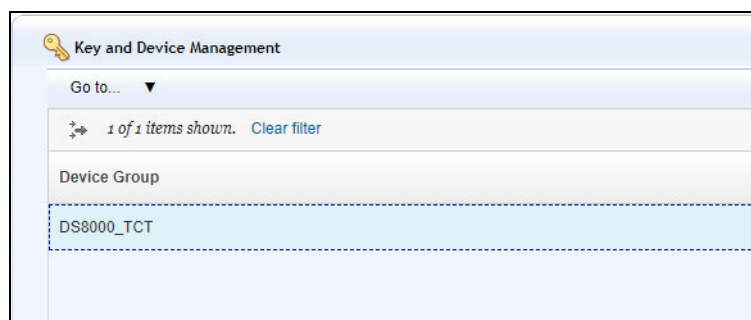 Key and Device Management
Go to... ▼
1 of 1 items shown. Clear filter
Device Group
DS8000_TCT